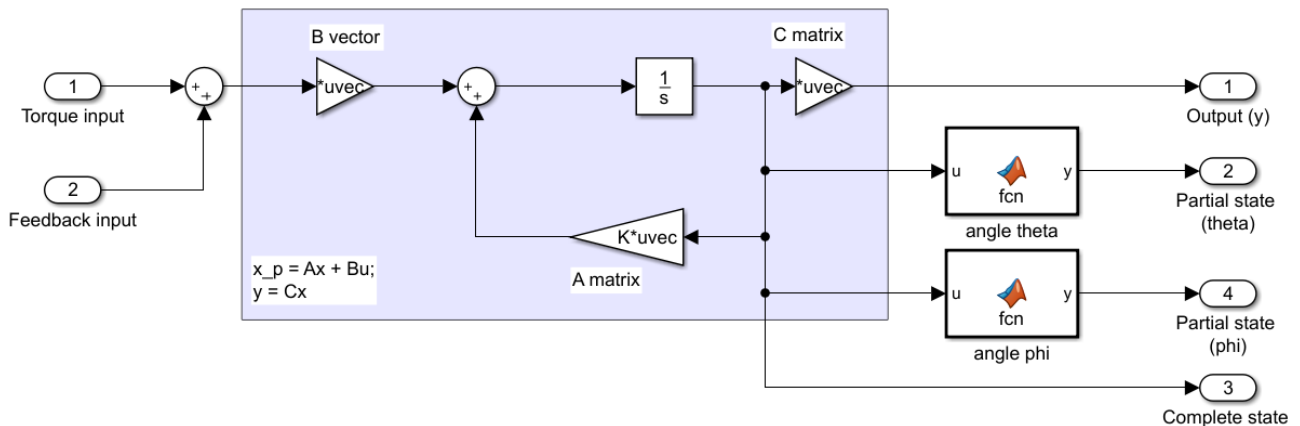 B vector
C matrix
1
Torque input
+
+
*uvec
+
+
1
s
*uvec
1
Output (y)
2
Feedback input
u
fcn
y
angle theta
2
Partial state
(theta)
K*uvec
A matrix
x_p = Ax + Bu;
y = Cx
u
fcn
y
angle phi
4
Partial state
(phi)
3
Complete state